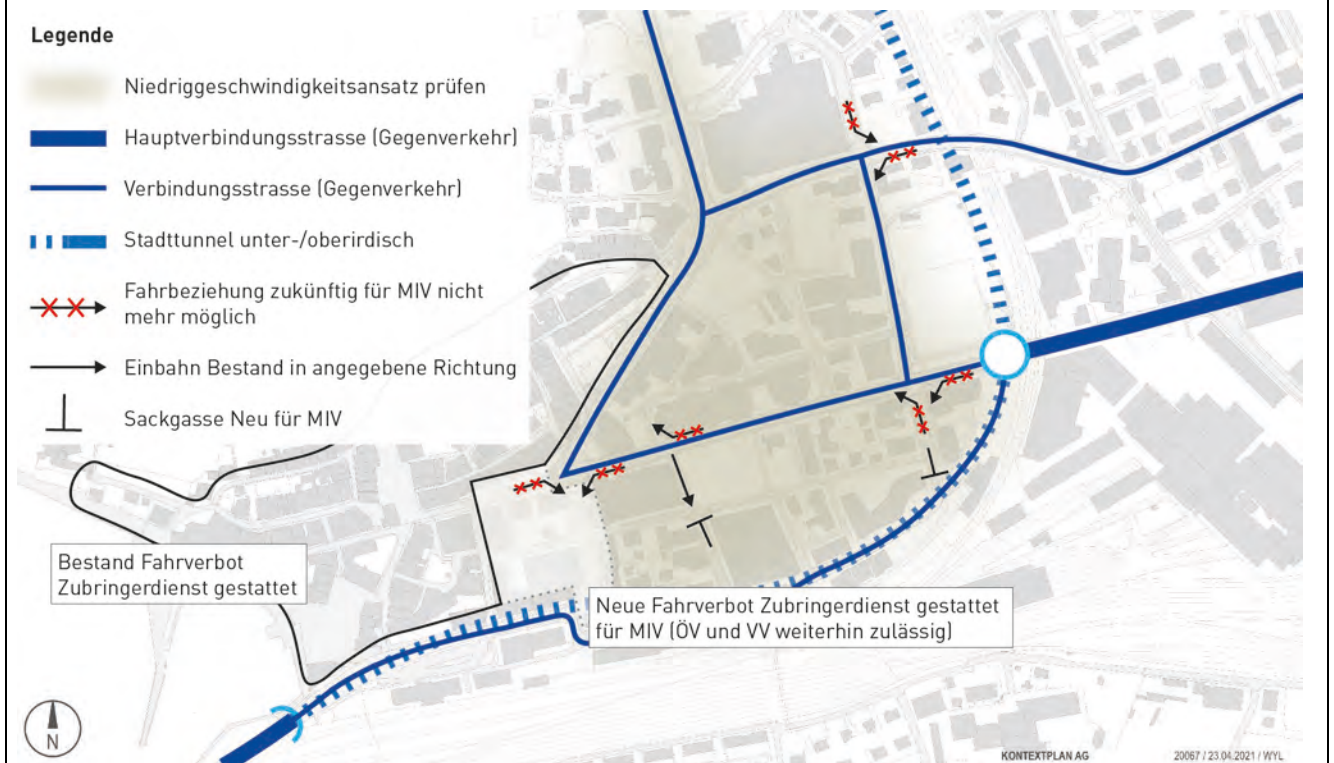 Legende
Niedriggeschwindigkeitsansatz prüfen
Hauptverbindungsstrasse (Gegenverkehr)
Verbindungsstrasse (Gegenverkehr)
Stadttunnel unter-/oberirdisch
Fahrbeziehung zukünftig für MIV nicht
mehr möglich
Einbahn Bestand in angegebene Richtung
Sackgasse Neu für MIV
Bestand Fahrverbot
Zubringerdienst gestattet
Neue Fahrverbot Zubringerdienst gestattet
für MIV (ÖV und VV weiterhin zulässig)
N
KONTEXTPLAN AG
20067 / 23.04.2021 / WYL